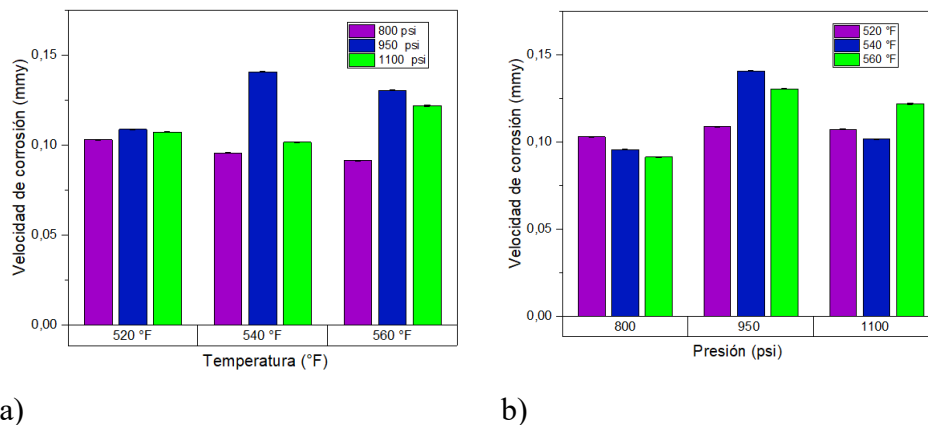 800 psi
950 psi
1100 psi
0,15
0,10
0,05
0,00
Velocidad de corrosión (mmy)
520 °F
540 °F
560 °F
Temperatura (°F)
a)
520 °F
540 °F
560 °F
0,15
0,10
0,05
0,00
Velocidad de corrosión (mmy)
800
950
1100
Presión (psi)
b)